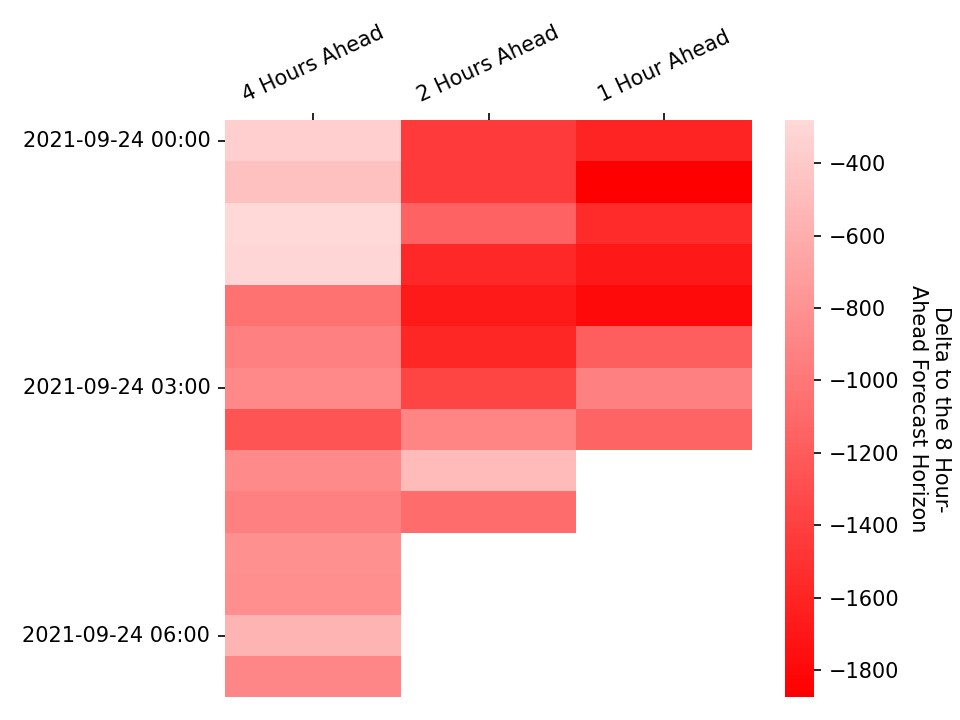 4 Hours Ahead
2 Hours Ahead
1 Hour Ahead
2021-09-24 00:00
2021-09-24 03:00
2021-09-24 06:00
−400
−600
−800
−1000
−1200
−1400
−1600
−1800
Delta to the 8 Hour-
Ahead Forecast Horizon